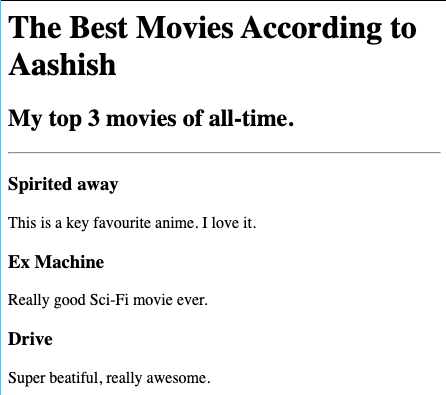 The Best Movies According to
Aashish
My top 3 movies of all-time.
Spirited away
This is a key favourite anime. I love it.
Ex Machine
Really good Sci-Fi movie ever.
Drive
Super beatiful, really awesome.